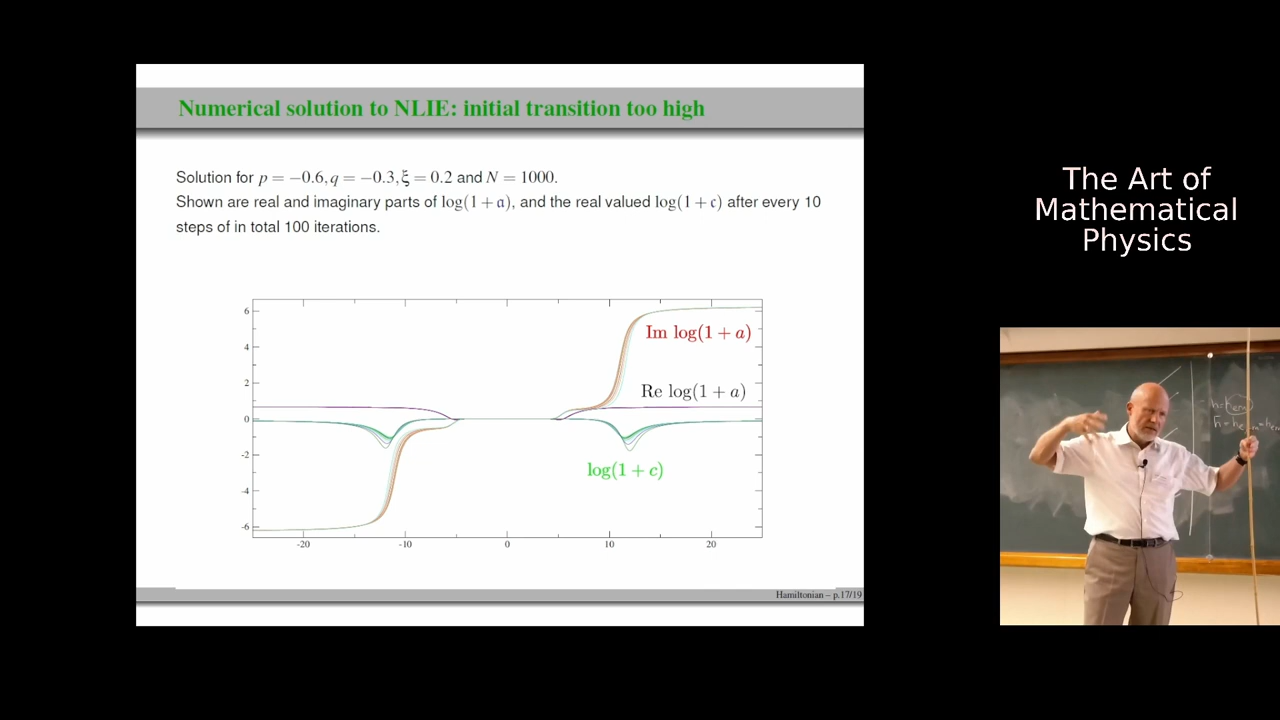 Numerical solution to NLIE: initial transition too high
Solution for p = −0.6, q = −0.3, ξ = 0.2 and N = 1000.
Shown are real and imaginary parts of log(1 + a), and the real valued log(1 + c) after every 10
steps of in total 100 iterations.
6
4
2
0
-2
-4
-6
-20
-10
0
10
20
Im log(1 + a)
Re log(1 + a)
log(1 + c)
Hamiltonian – p.17/19
The Art of
Mathematical
Physics